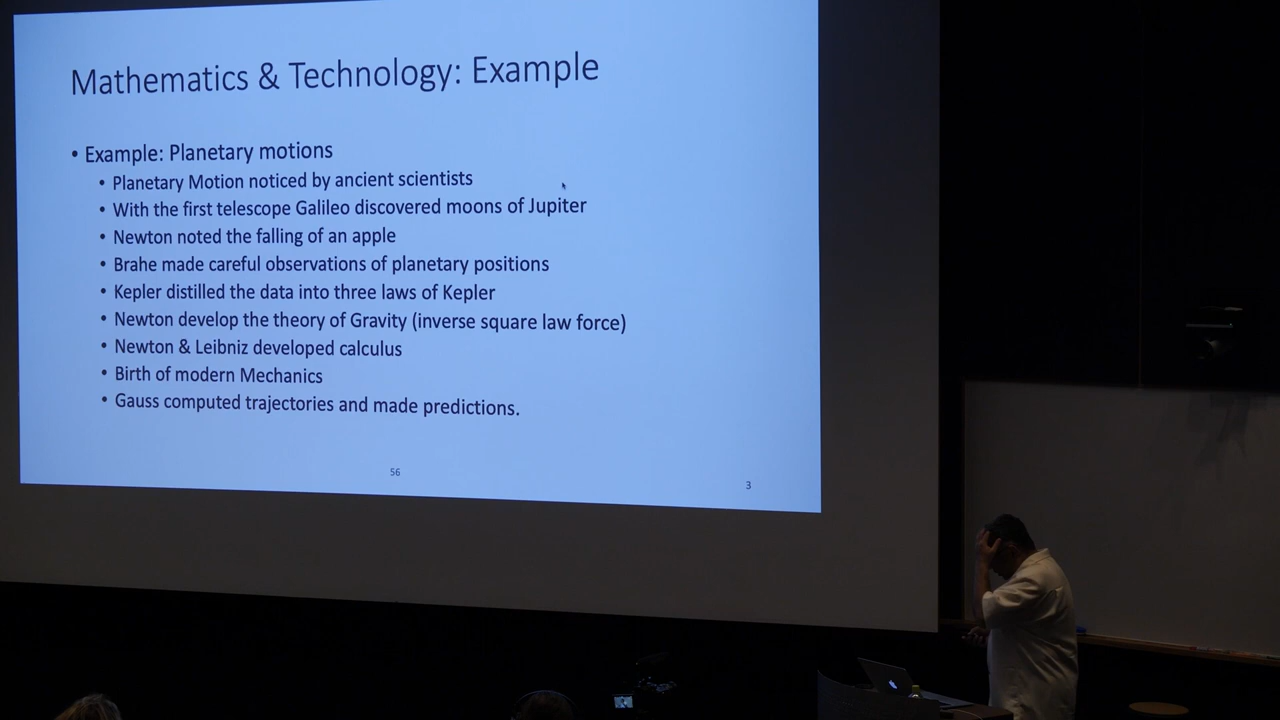 Mathematics & Technology: Example
• Example: Planetary motions
• Planetary Motion noticed by ancient scientists
• With the first telescope Galileo discovered moons of Jupiter
• Newton noted the falling of an apple
• Brahe made careful observations of planetary positions
• Kepler distilled the data into three laws of Kepler
• Newton develop the theory of Gravity (inverse square law force)
• Newton & Leibniz developed calculus
• Birth of modern Mechanics
• Gauss computed trajectories and made predictions.
56
3